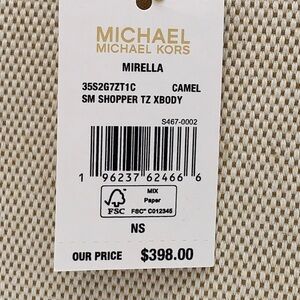 MICHAEL
MICHAEL KORS
MIRELLA
35S2G7ZT1C CAMEL
SM SHOPPER TZ XBODY
S467-0002
1 96237 62466 6
FSC
MIX
Paper
FSC™ C012345
NS
OUR PRICE $398.00